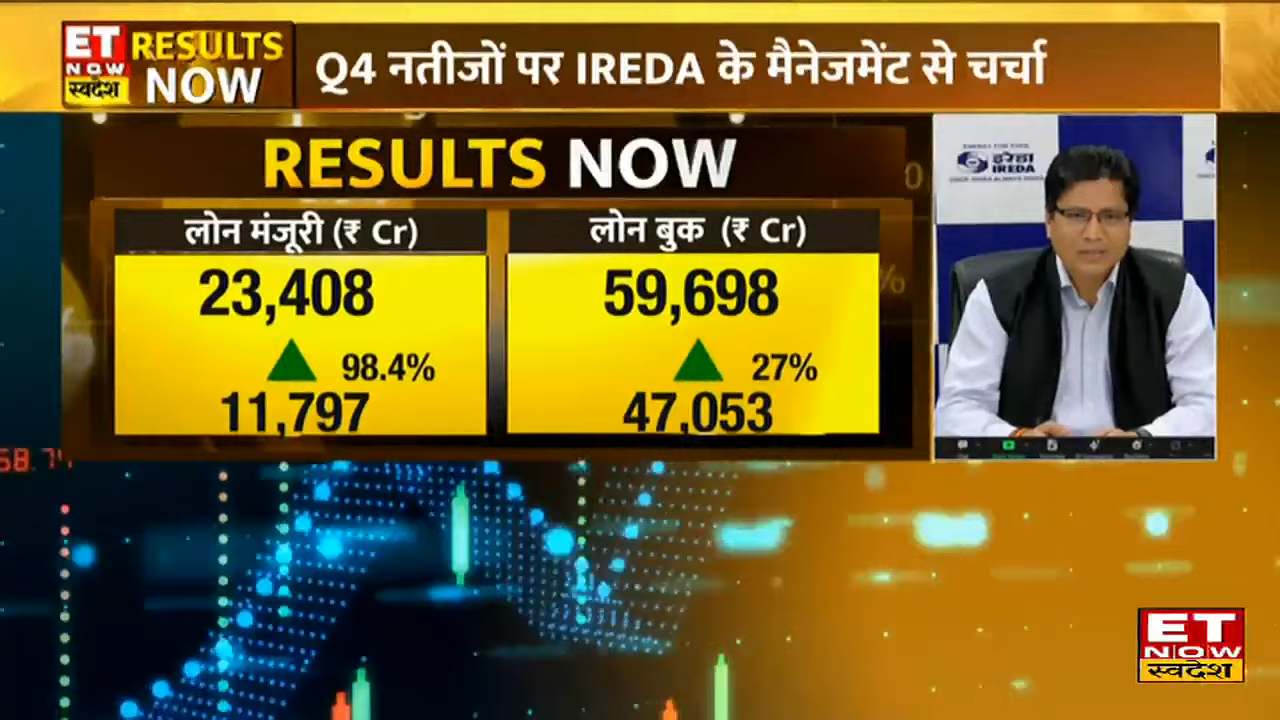 ET
NOW
स्वदेश
RESULTS
NOW
Q4 नतीजों पर IREDA के मैनेजमेंट से चर्चा
RESULTS NOW
लोन मंजूरी (₹ Cr)
23,408
98.4%
11,797
लोन बुक (₹ Cr)
59,698
27%
47,053
इरेडा
IREDA
ET
NOW
स्वदेश